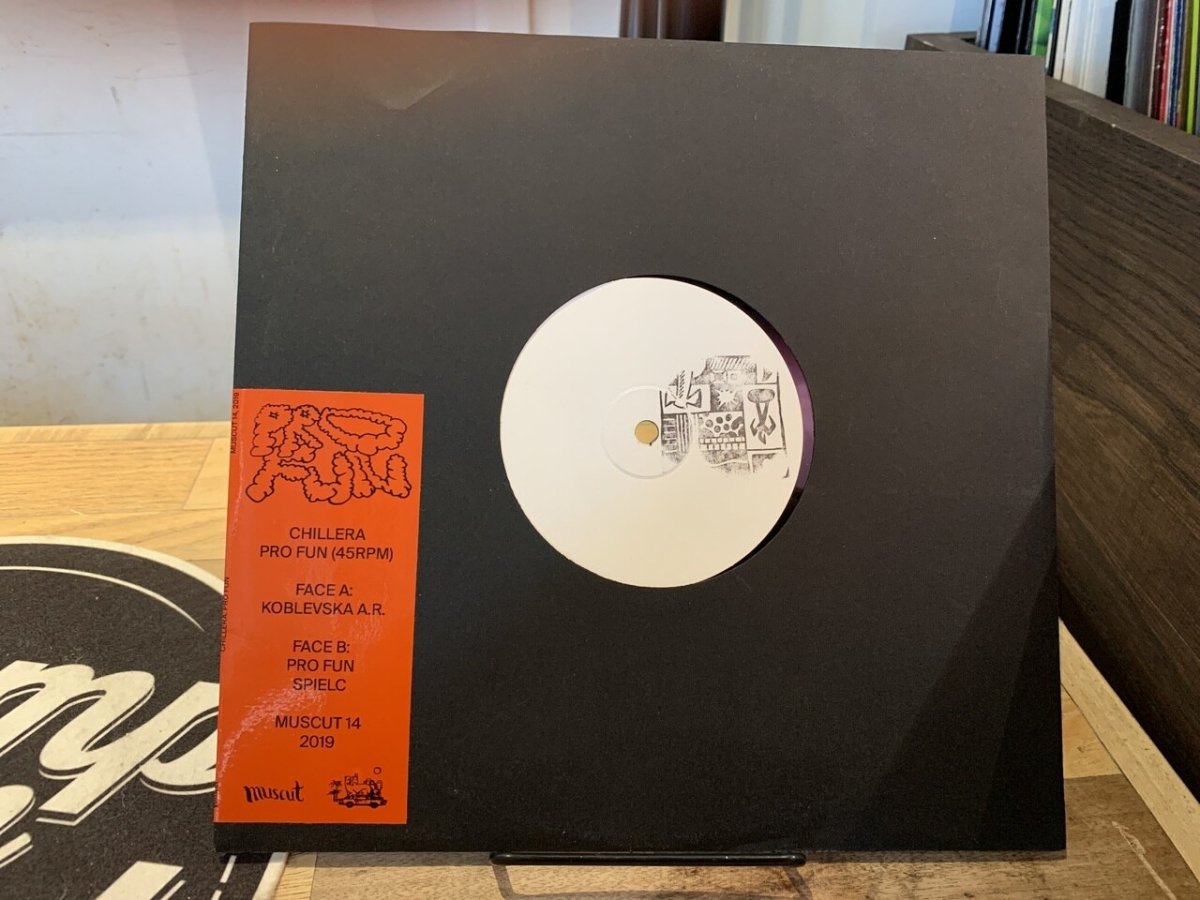 MUSCUT 14, 2019
PRO
FUN
CHILLERA
PRO FUN (45RPM)
FACE A:
KOBLEVSKA A.R.
FACE B:
PRO FUN
SPIELC
MUSCUT 14
2019
muscut
CHILLERA, PRO FUN
mp